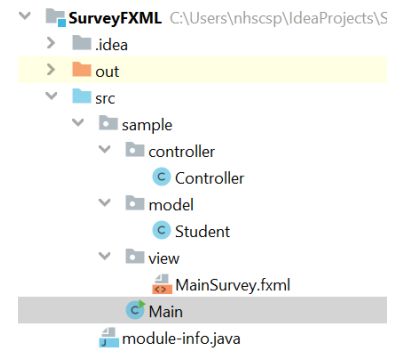 SurveyFXML C:\Users\nhscsp\IdeaProjects\S
.idea
out
src
sample
controller
C Controller
model
C Student
view
<> MainSurvey.fxml
C Main
module-info.java